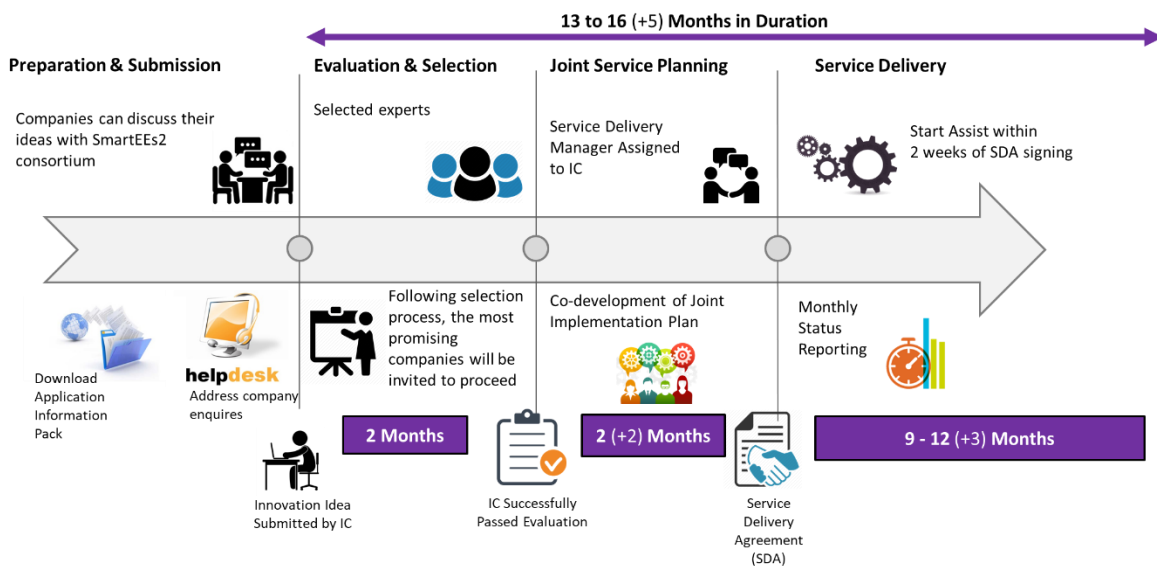 13 to 16 (+5) Months in Duration
Preparation & Submission
Evaluation & Selection
Joint Service Planning
Service Delivery
Companies can discuss their
ideas with SmartEEs2
consortium
Selected experts
Service Delivery
Manager Assigned
to IC
Start Assist within
2 weeks of SDA signing
Download
Application
Information
Pack
helpdesk
Address company
enquires
Following selection
process, the most
promising
companies will be
invited to proceed
Co-development of Joint
Implementation Plan
Monthly
Status
Reporting
2 Months
2 (+2) Months
9 - 12 (+3) Months
Innovation Idea
Submitted by IC
IC Successfully
Passed Evaluation
Service
Delivery
Agreement
(SDA)